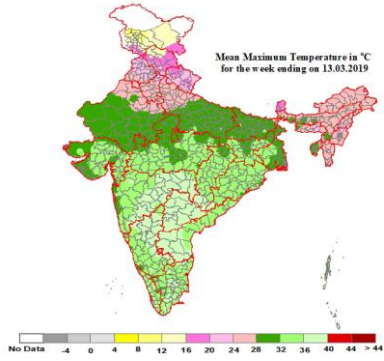 Mean Maximum Temperature in °C
for the week ending on 13.03.2019
No Data -4 0 4 8 12 16 20 24 28 32 36 40 44 > 44